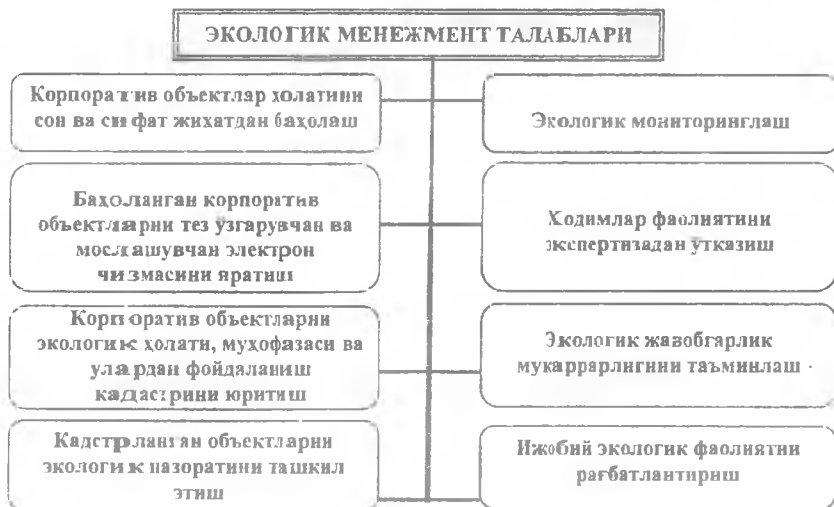 ЭКОЛОГИК МЕНЕЖМЕНТ ТАЛАБЛАРИ
Корпоратив объектлар ҳолатини
сон ва сифат жихатдан баҳолаш
Экологик мониторинглаш
Баҳоланган корпоратив
объектларни тез ўзгарувчан ва
мослашувчан электрон
чизмасини яратиш
Ходимлар фаолиятини
экспертизадан ўтказиш
Корпоратив объектларни
экологик ҳолати, муҳофазаси ва
улардан фойдаланиш
кадастрини юритиш
Экологик жавобгарлик
муқаррарлигини таъминлаш
Кадастрланган объектларни
экологик назоратини ташкил
этиш
Ижобий экологик фаолиятни
рағбатлантириш